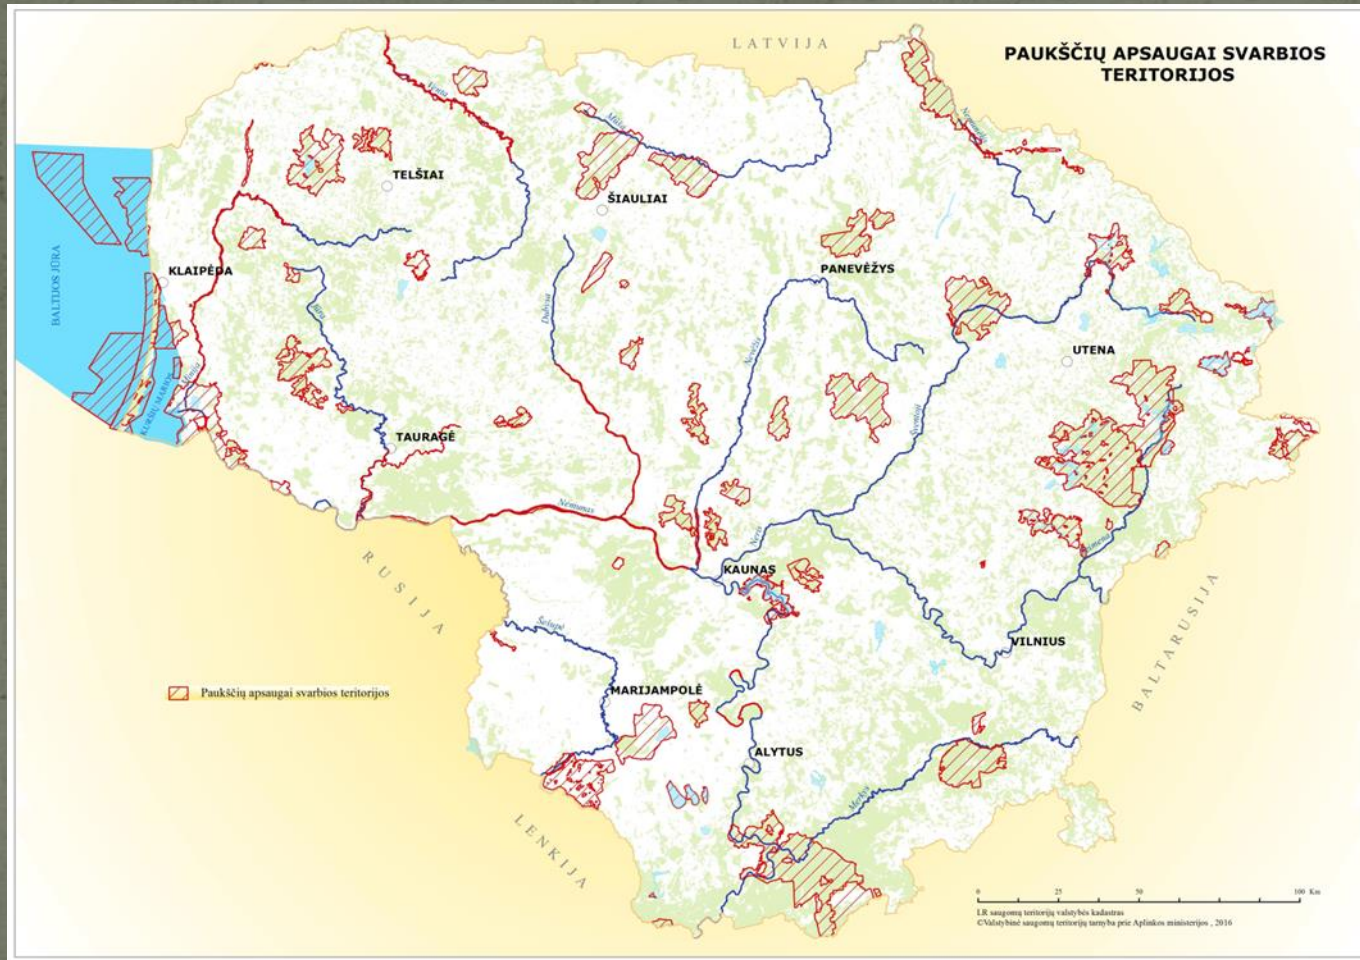 PAUKŠČIŲ APSAUGAI SVARBIOS
TERITORIJOS
LATVIJA
Venta
Mūša
Nemunėlis
TELŠIAI
ŠIAULIAI
BALTIJOS JŪRA
KLAIPĖDA
PANEVĖŽYS
Jūra
Dubysa
Nevėžis
UTENA
Minija
KURŠIŲ MARIOS
Šventoji
TAURAGĖ
Nemunas
Neris
Žeimena
KAUNAS
RUSIJA
Šešupė
VILNIUS
BALTARUSIJA
Paukščių apsaugai svarbios teritorijos
MARIJAMPOLĖ
ALYTUS
Merkys
LENKIJA
0 25 50 100 Km
LR saugomų teritorijų valstybės kadastras
©Valstybinė saugomų teritorijų tarnyba prie Aplinkos ministerijos , 2016